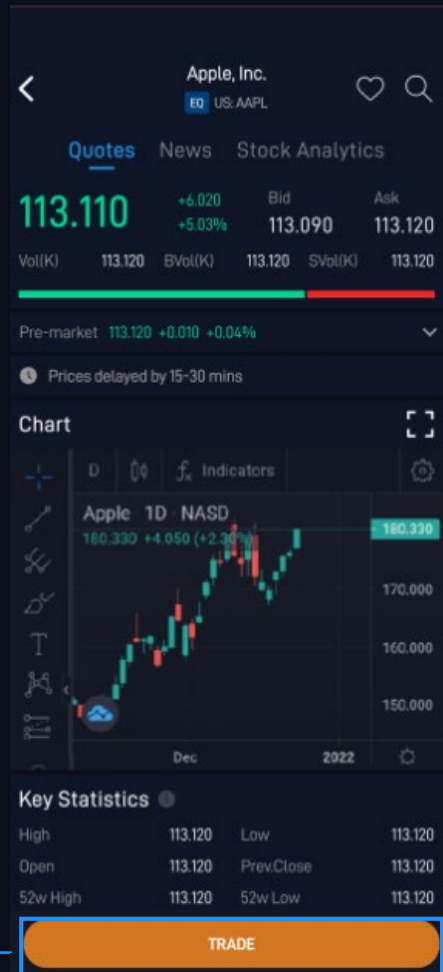 Apple, Inc.
EQ US: AAPL
Quotes News Stock Analytics
113.110 +6.020 +5.03% Bid 113.090 Ask 113.120
Vol(K) 113.120 BVol(K) 113.120 SVol(K) 113.120
Pre-market 113.120 +0.010 +0.04%
Prices delayed by 15-30 mins
Chart
D fx Indicators
Apple 1D NASD
180.330 +4.050 (+2.30%)
180.330
170.000
160.000
150.000
T
Dec 2022
Key Statistics
High 113.120 Low 113.120
Open 113.120 Prev.Close 113.120
52w High 113.120 52w Low 113.120
TRADE